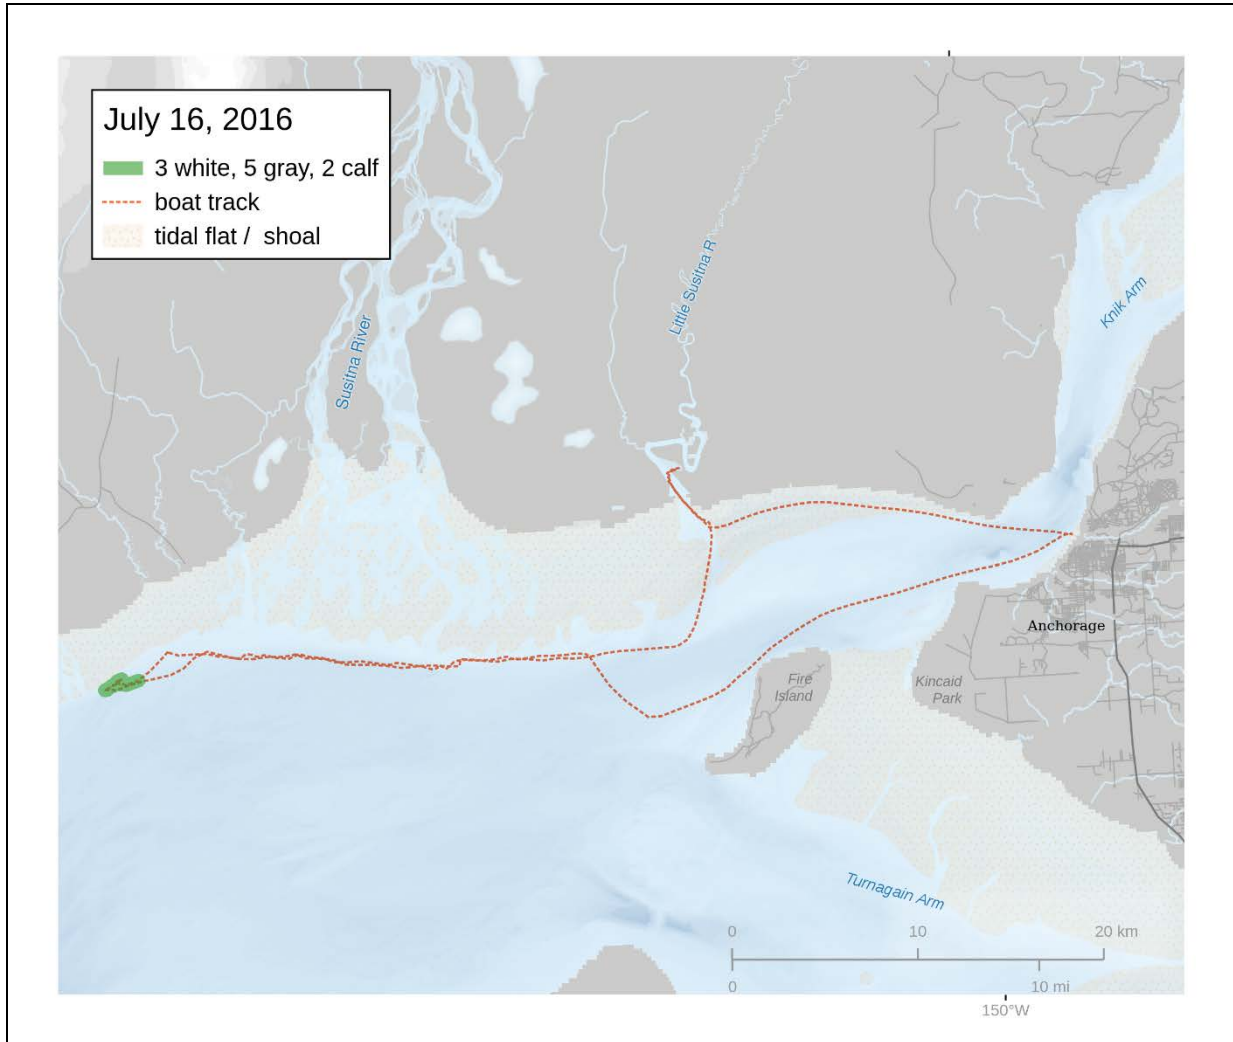 July 16, 2016
3 white, 5 gray, 2 calf
boat track
tidal flat /  shoal
Susitna River
Little Susitna R
Knik Arm
Anchorage
Fire
Island
Kincaid
Park
Turnagain Arm
0 10 20 km
0 10 mi
150°W